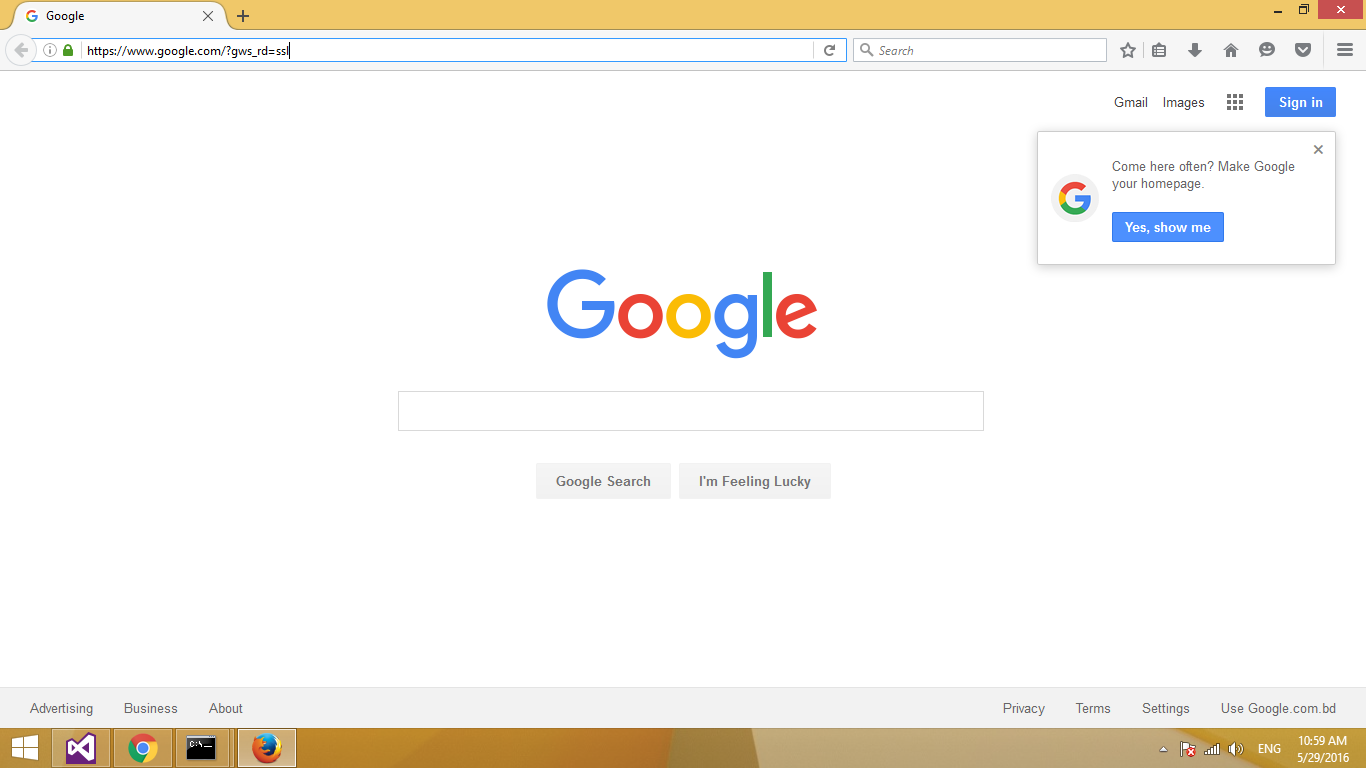 Google
https://www.google.com/?gws_rd=ssl
Search
Gmail
Images
Sign in
Come here often? Make Google
your homepage.
Yes, show me
Google
Google Search
I'm Feeling Lucky
Advertising
Business
About
Privacy
Terms
Settings
Use Google.com.bd
C:\_
ENG
10:59 AM
5/29/2016